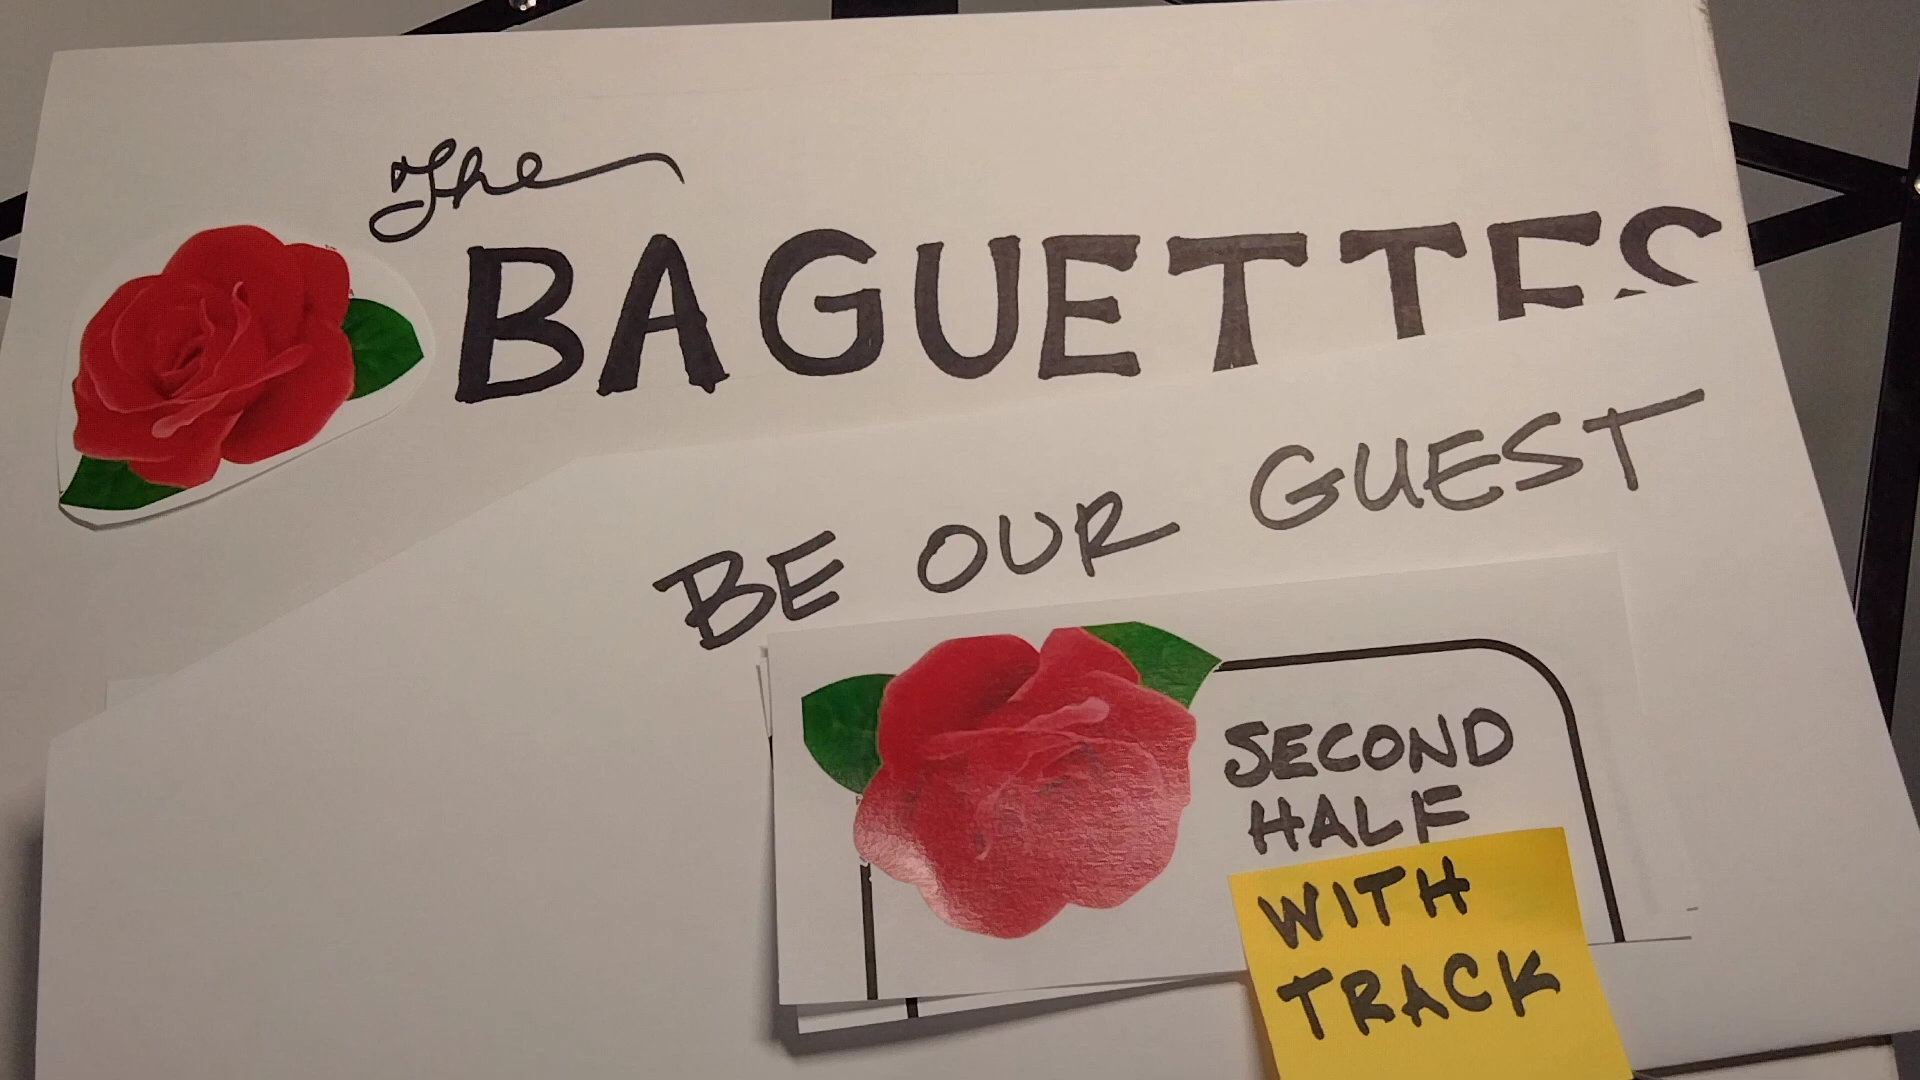 The
BAGUETTES
BE OUR GUEST
SECOND
HALF
WITH
TRACK